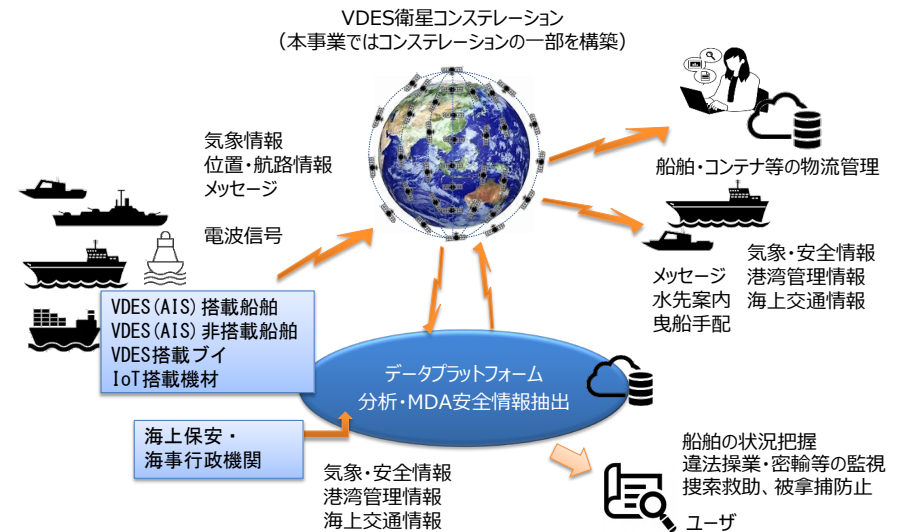 VDES衛星コンステレーション
（本事業ではコンステレーションの一部を構築）
気象情報
位置・航路情報
メッセージ
電波信号
VDES(AIS)搭載船舶
VDES(AIS)非搭載船舶
VDES搭載ブイ
IoT搭載機材
海上保安・
海事行政機関
データプラットフォーム
分析・MDA安全情報抽出
気象・安全情報
港湾管理情報
海上交通情報
船舶・コンテナ等の物流管理
メッセージ
水先案内
曳船手配
気象・安全情報
港湾管理情報
海上交通情報
船舶の状況把握
違法操業・密輸等の監視
捜索救助、被拿捕防止
ユーザ